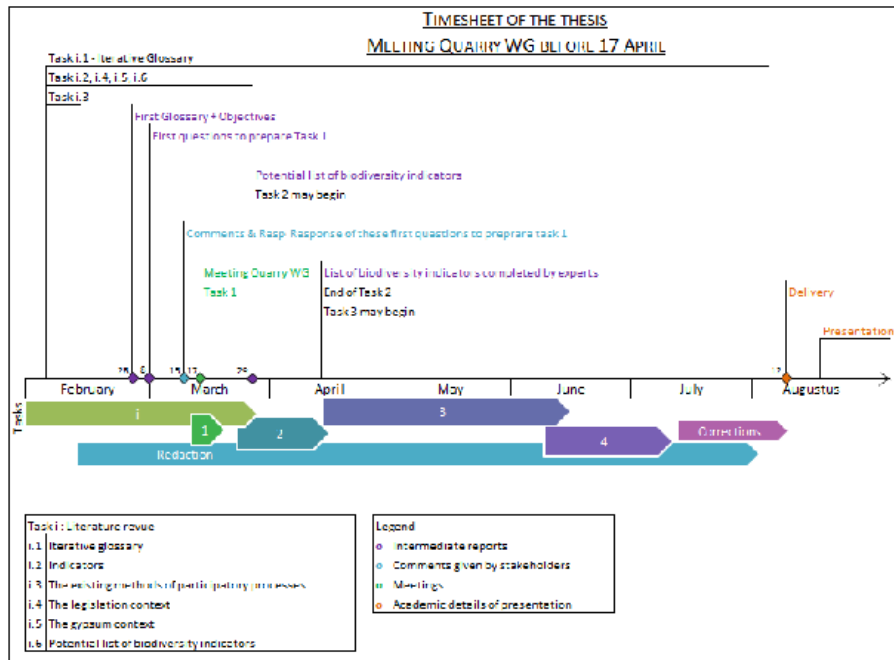 TIMESHEET OF THE THESIS
MEETING QUARRY WG BEFORE 17 APRIL
Task i.1 - Iterative Glossary
Task i.2, i.4, i.5, i.6
Task i.3
First Glossary + Objectives
First questions to prepare Task 1
Potential list of biodiversity indicators
Task 2 may begin
Comments & Resp- Response of these first questions to preprare task 1
Meeting Quarry WG
Task 1
List of biodiversity indicators completed by experts
End of Task 2
Task 3 may begin
Delivery
Presentation
15 17 29 12
February March April May June July Augustus
Tasks
i
3
1
2
4
Corrections
Redaction
Task i : Literature revue
i.1 Iterative glossary
i.2 Indicators
i.3 The existing methods of participatory processes
i.4 The legislation context
i.5 The gypsum context
i.6 Potential list of biodiversity indicators
Legend
Intermediate reports
Comments given by stakeholders
Meetings
Academic details of presentation